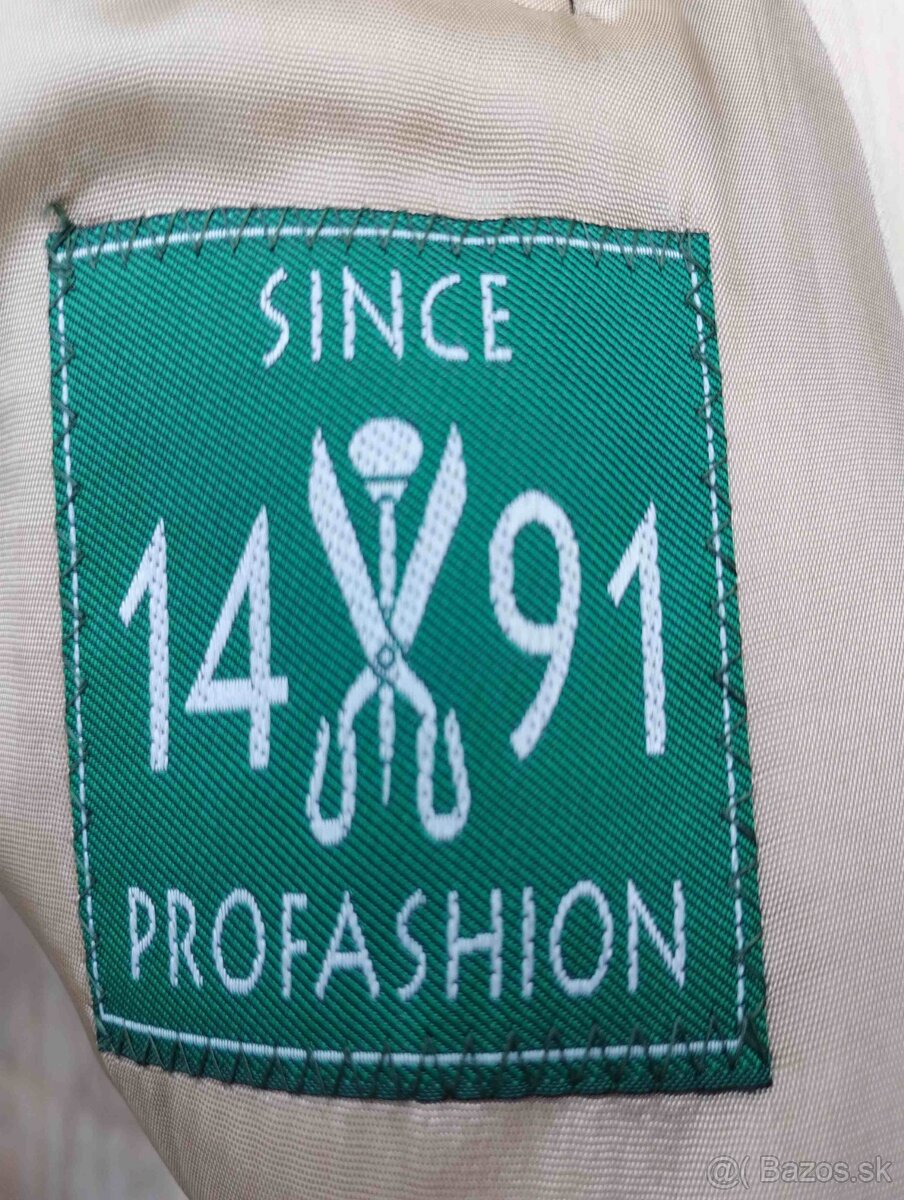 SINCE
14 91
PROFASHION
@( Bazos.sk